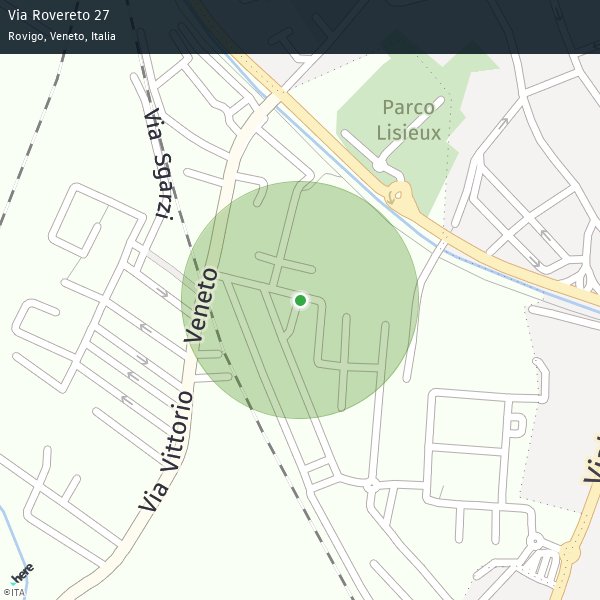 Via Rovereto 27
Rovigo, Veneto, Italia
Parco
Lisieux
Via Sgarzi
Via Vittorio Veneto
here
©ITA